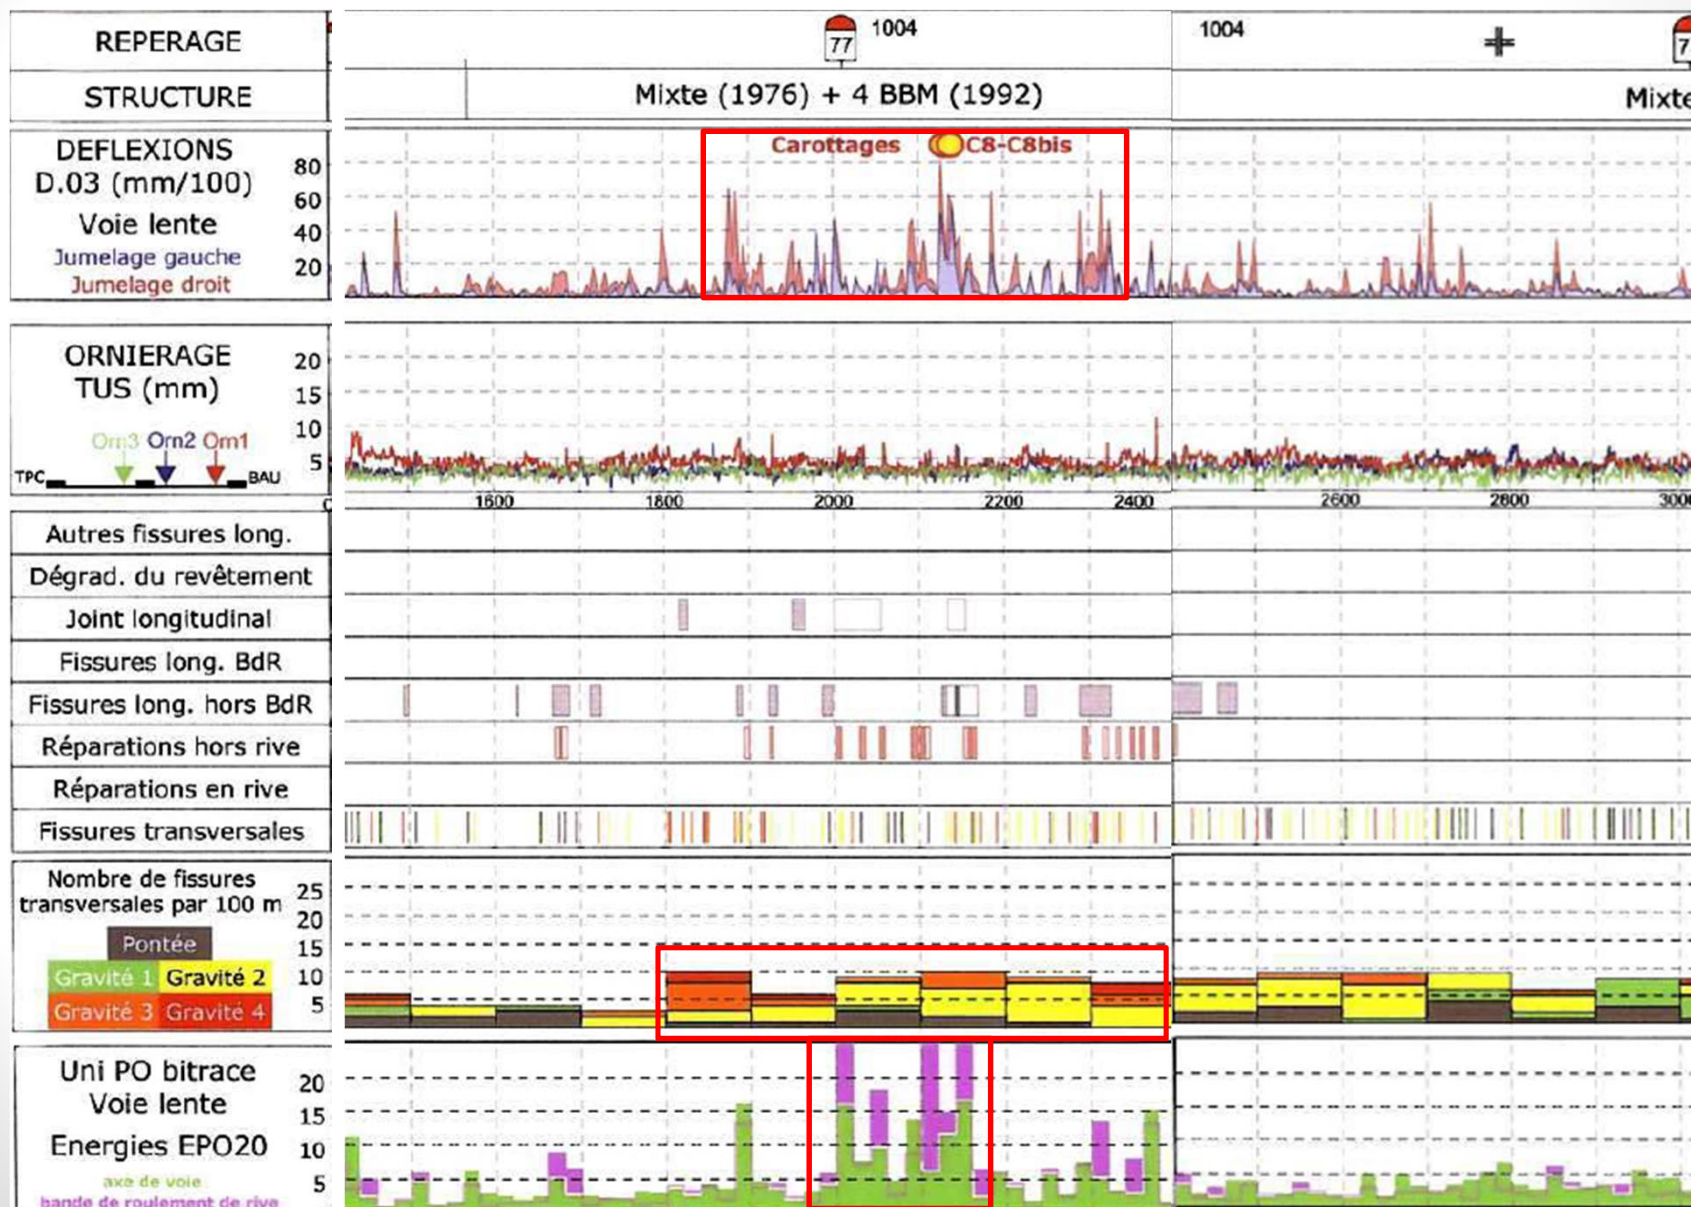 REPERAGE
77
1004
1004
STRUCTURE
Mixte (1976) + 4 BBM (1992)
DEFLEXIONS
D.03 (mm/100)
Voie lente
Jumelage gauche
Jumelage droit
80
60
40
20
Carottages
C8-C8bis
ORNIERAGE
TUS (mm)
20
15
10
5
Orn3 Orn2 Orn1
TPC
BAU
1600 1800 2000 2200 2400 2600 2800
Autres fissures long.
Dégrad. du revêtement
Joint longitudinal
Fissures long. BdR
Fissures long. hors BdR
Réparations hors rive
Réparations en rive
Fissures transversales
Nombre de fissures
transversales par 100 m
25
20
15
10
5
Pontée
Gravité 1 Gravité 2
Gravité 3 Gravité 4
Uni PO bitrace
Voie lente
Energies EPO20
axe de voie
bande de roulement de rive
20
15
10
5